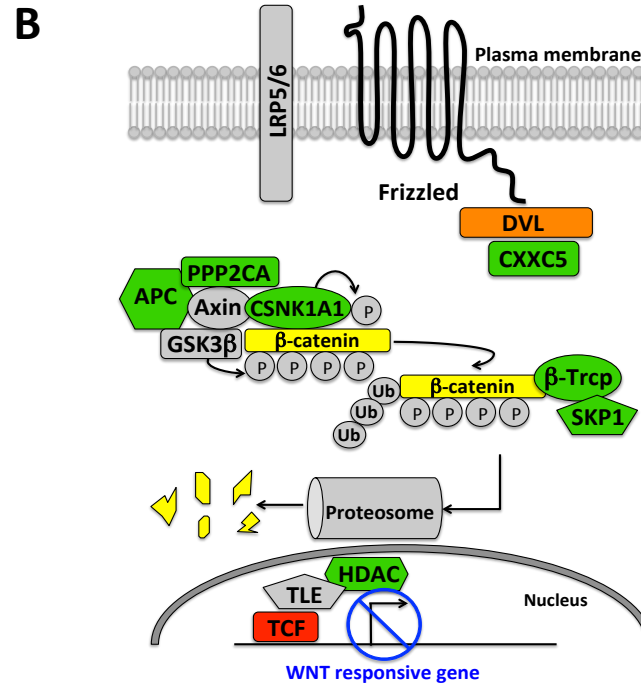 B
Plasma membrane
LRP5/6
Frizzled
DVL
CXXC5
PPP2CA
APC
Axin
CSNK1A1
P
GSK3β
β-catenin
P P P P
β-catenin
β-Trcp
Ub
P P P P
SKP1
Ub
Ub
Proteosome
HDAC
TLE
Nucleus
TCF
WNT responsive gene